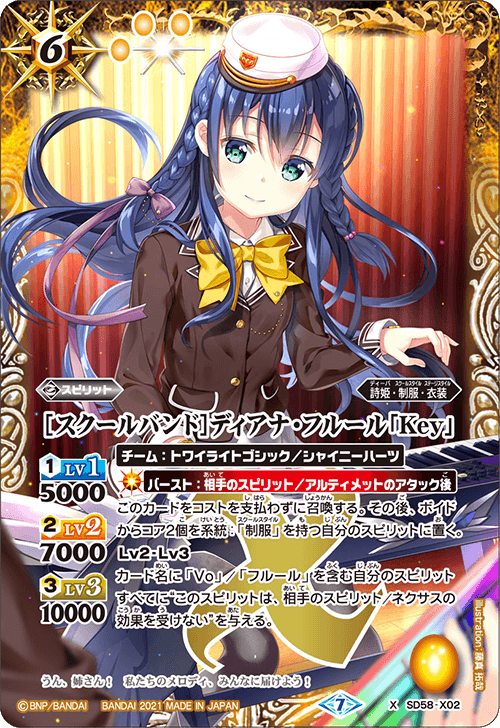 6
スピリット
ディーバ スクールスタイル ステージスタイル
詩姫・制服・衣装
[スクールバンド]ディアナ・フルール「Key」
チーム：トワイライトゴシック／シャイニーハーツ
1 LV1
5000
バースト：相手のスピリット／アルティメットのアタック後
このカードをコストを支払わずに召喚する。その後、ボイド
からコア2個を系統：「制服」を持つ自分のスピリットに置く。
2 LV2
7000
Lv2・Lv3
カード名に「Vo」／「フルール」を含む自分のスピリット
すべてに“このスピリットは、相手のスピリット/ネクサスの
効果を受けない”を与える。
3 LV3
10000
うん、姉さん！　私たちのメロディ、みんなに届けよう！
Illustration：藤真拓哉
©BNP/BANDAI BANDAI 2021 MADE IN JAPAN
7
X SD58-X02